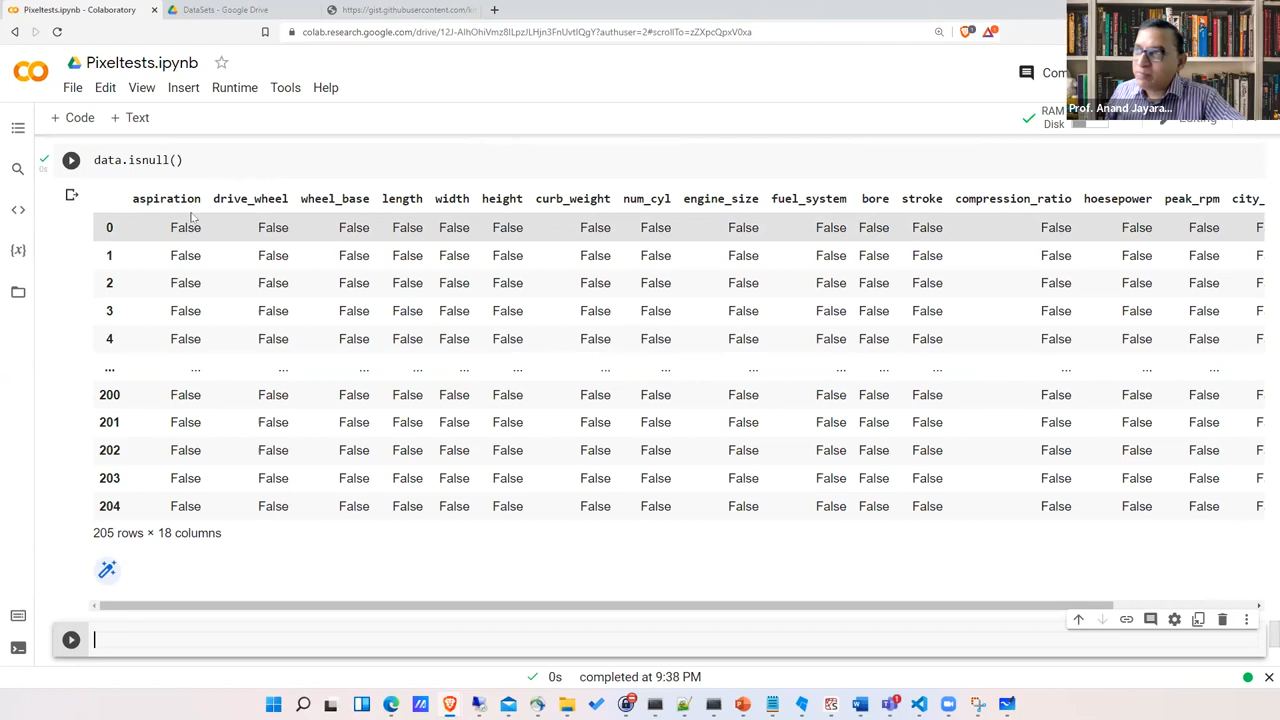 Pixeltests.ipynb - Colaboratory
DataSets - Google Drive
https://gist.githubusercontent.com/k
colab.research.google.com/drive/12J-AlhOhiVmz8ILpzJLHjn3FnUvtIQgY?authuser=2#scrollTo=zZXpcQpxV0xa
Pixeltests.ipynb
Com
File Edit View Insert Runtime Tools Help
Prof. Anand Jayara...
+ Code + Text
RAM
Disk
Editing
data.isnull()
0s
aspiration drive_wheel wheel_base length width height curb_weight num_cyl engine_size fuel_system bore stroke compression_ratio hoesepower peak_rpm city_
0 False False False False False False False False False False False False False False False F
1 False False False False False False False False False False False False False False False F
2 False False False False False False False False False False False False False False False F
3 False False False False False False False False False False False False False False False F
4 False False False False False False False False False False False False False False False F
... ... ... ... ... ... ... ... ... ... ... ... ... ... ... ...
200 False False False False False False False False False False False False False False False F
201 False False False False False False False False False False False False False False False F
202 False False False False False False False False False False False False False False False F
203 False False False False False False False False False False False False False False False F
204 False False False False False False False False False False False False False False False F
205 rows × 18 columns
0s completed at 9:38 PM